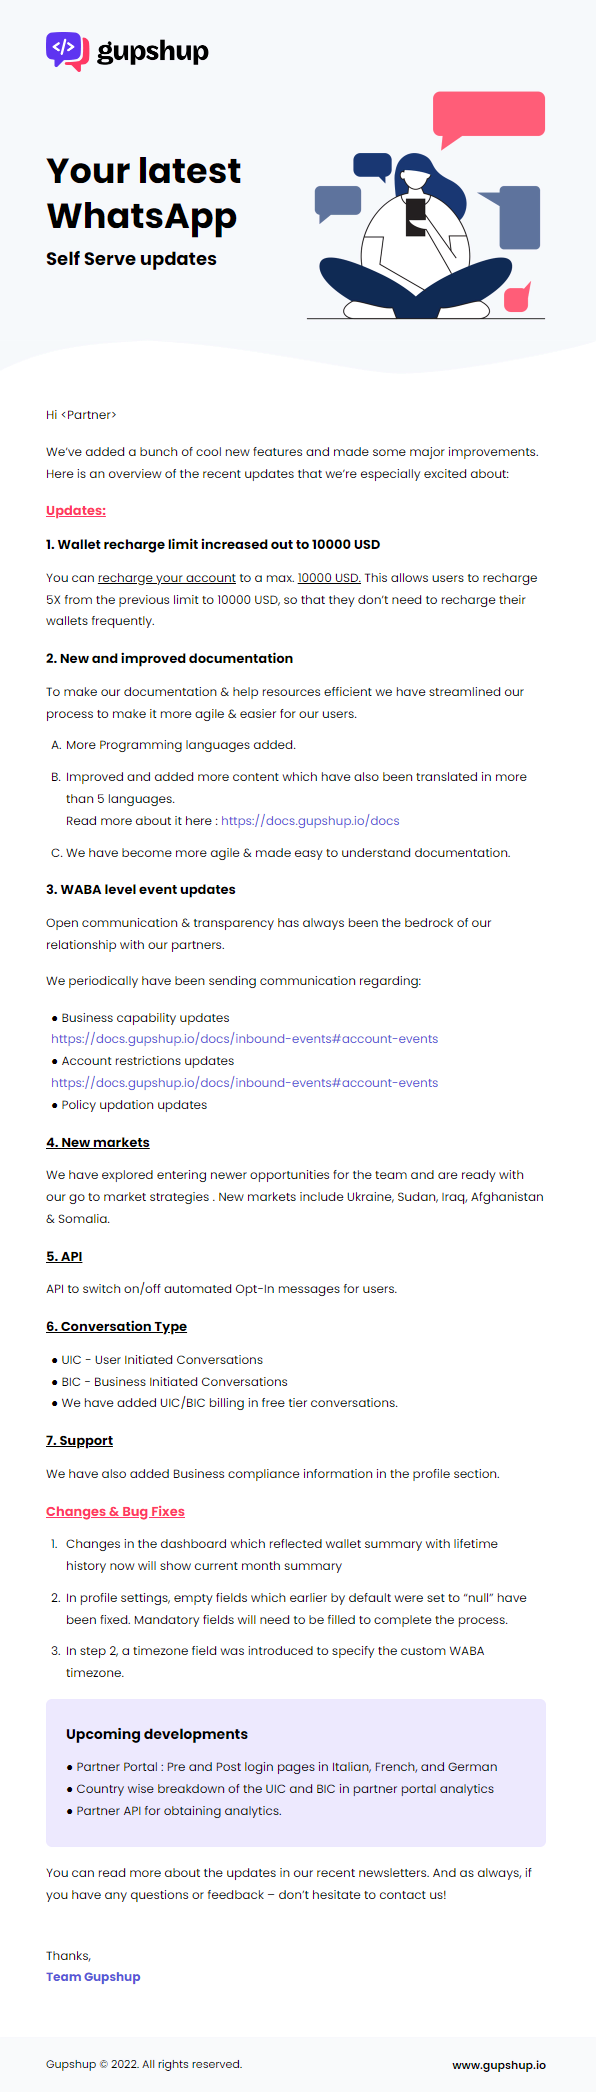 gupshup
Your latest
WhatsApp
Self Serve updates
Hi <Partner>
We’ve added a bunch of cool new features and made some major improvements.
Here is an overview of the recent updates that we’re especially excited about:
Updates:
1. Wallet recharge limit increased out to 10000 USD
You can recharge your account to a max. 10000 USD. This allows users to recharge
5X from the previous limit to 10000 USD, so that they don’t need to recharge their
wallets frequently.
2. New and improved documentation
To make our documentation & help resources efficient we have streamlined our
process to make it more agile & easier for our users.
A. More Programming languages added.
B. Improved and added more content which have also been translated in more
than 5 languages.
Read more about it here : https://docs.gupshup.io/docs
C. We have become more agile & made easy to understand documentation.
3. WABA level event updates
Open communication & transparency has always been the bedrock of our
relationship with our partners.
We periodically have been sending communication regarding:
● Business capability updates
https://docs.gupshup.io/docs/inbound-events#account-events
● Account restrictions updates
https://docs.gupshup.io/docs/inbound-events#account-events
● Policy updation updates
4. New markets
We have explored entering newer opportunities for the team and are ready with
our go to market strategies . New markets include Ukraine, Sudan, Iraq, Afghanistan
& Somalia.
5. API
API to switch on/off automated Opt-In messages for users.
6. Conversation Type
● UIC - User Initiated Conversations
● BIC - Business Initiated Conversations
● We have added UIC/BIC billing in free tier conversations.
7. Support
We have also added Business compliance information in the profile section.
Changes & Bug Fixes
1. Changes in the dashboard which reflected wallet summary with lifetime
history now will show current month summary
2. In profile settings, empty fields which earlier by default were set to “null” have
been fixed. Mandatory fields will need to be filled to complete the process.
3. In step 2, a timezone field was introduced to specify the custom WABA
timezone.
Upcoming developments
● Partner Portal : Pre and Post login pages in Italian, French, and German
● Country wise breakdown of the UIC and BIC in partner portal analytics
● Partner API for obtaining analytics.
You can read more about the updates in our recent newsletters. And as always, if
you have any questions or feedback – don’t hesitate to contact us!
Thanks,
Team Gupshup
Gupshup © 2022. All rights reserved.
www.gupshup.io